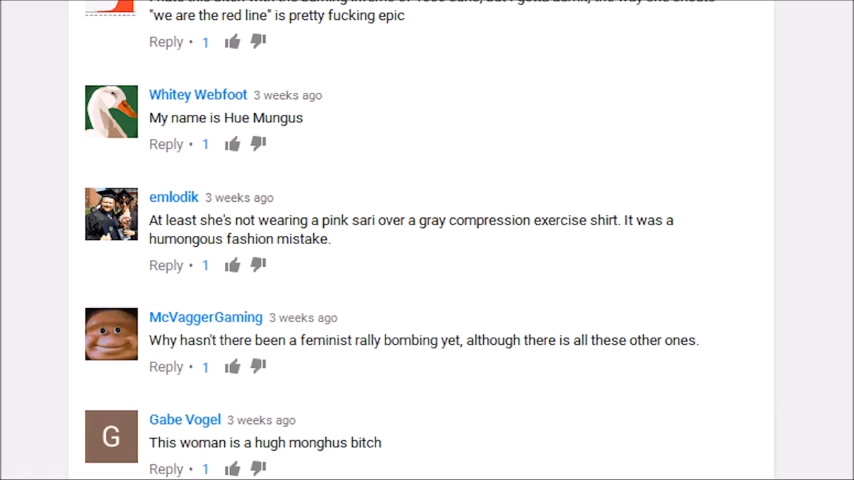 "we are the red line" is pretty fucking epic
Reply • 1
Whitey Webfoot 3 weeks ago
My name is Hue Mungus
Reply • 1
emlodik 3 weeks ago
At least she's not wearing a pink sari over a gray compression exercise shirt. It was a
humongous fashion mistake.
Reply • 1
McVaggerGaming 3 weeks ago
Why hasn't there been a feminist rally bombing yet, although there is all these other ones.
Reply • 1
G
Gabe Vogel 3 weeks ago
This woman is a hugh monghus bitch
Reply • 1